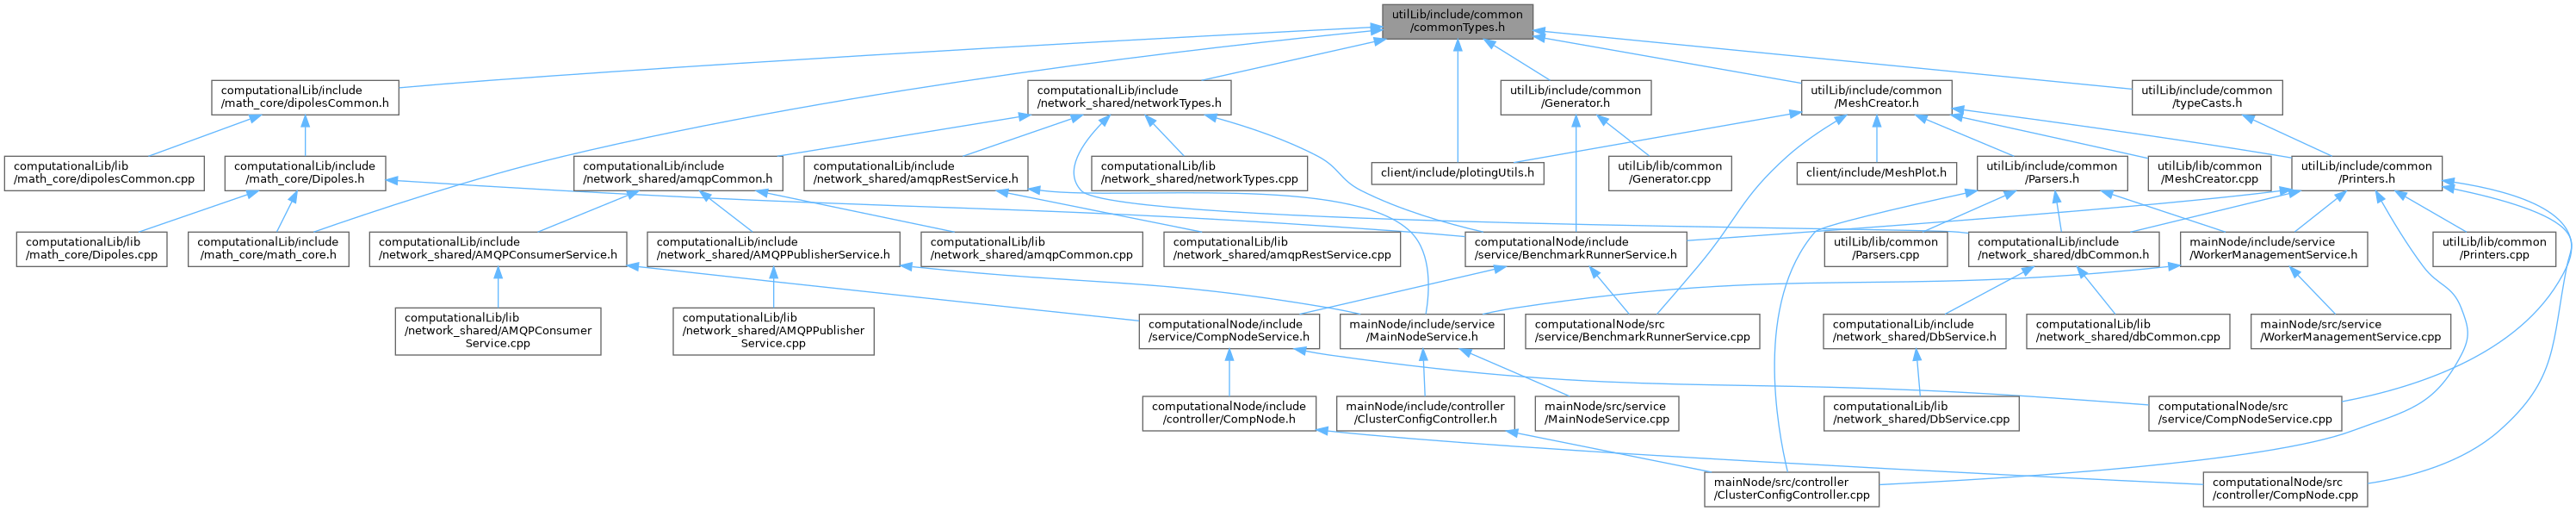 utilLib/include/common
/commonTypes.h
computationalLib/include
/math_core/dipolesCommon.h
computationalLib/include
/network_shared/networkTypes.h
utilLib/include/common
/Generator.h
utilLib/include/common
/MeshCreator.h
utilLib/include/common
/typeCasts.h
computationalLib/lib
/math_core/dipolesCommon.cpp
computationalLib/include
/math_core/Dipoles.h
computationalLib/include
/network_shared/amqpCommon.h
computationalLib/include
/network_shared/amqpRestService.h
computationalLib/lib
/network_shared/networkTypes.cpp
client/include/plotingUtils.h
utilLib/lib/common
/Generator.cpp
client/include/MeshPlot.h
utilLib/include/common
/Parsers.h
utilLib/lib/common
/MeshCreator.cpp
utilLib/include/common
/Printers.h
computationalLib/lib
/math_core/Dipoles.cpp
computationalLib/include
/math_core/math_core.h
computationalLib/include
/network_shared/AMQPConsumerService.h
computationalLib/include
/network_shared/AMQPPublisherService.h
computationalLib/lib
/network_shared/amqpCommon.cpp
computationalLib/lib
/network_shared/amqpRestService.cpp
computationalNode/include
/service/BenchmarkRunnerService.h
utilLib/lib/common
/Parsers.cpp
computationalLib/include
/network_shared/dbCommon.h
mainNode/include/service
/WorkerManagementService.h
utilLib/lib/common
/Printers.cpp
computationalLib/lib
/network_shared/AMQPConsumer
Service.cpp
computationalLib/lib
/network_shared/AMQPPublisher
Service.cpp
computationalNode/include
/service/CompNodeService.h
mainNode/include/service
/MainNodeService.h
computationalNode/src
/service/BenchmarkRunnerService.cpp
computationalLib/include
/network_shared/DbService.h
computationalLib/lib
/network_shared/dbCommon.cpp
mainNode/src/service
/WorkerManagementService.cpp
computationalNode/include
/controller/CompNode.h
mainNode/include/controller
/ClusterConfigController.h
mainNode/src/service
/MainNodeService.cpp
computationalLib/lib
/network_shared/DbService.cpp
computationalNode/src
/service/CompNodeService.cpp
mainNode/src/controller
/ClusterConfigController.cpp
computationalNode/src
/controller/CompNode.cpp